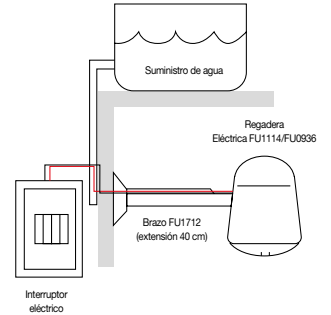 Suministro de agua
Regadera
Eléctrica FU1114/FU0936
Brazo FU1712
(extensión 40 cm)
Interruptor
eléctrico